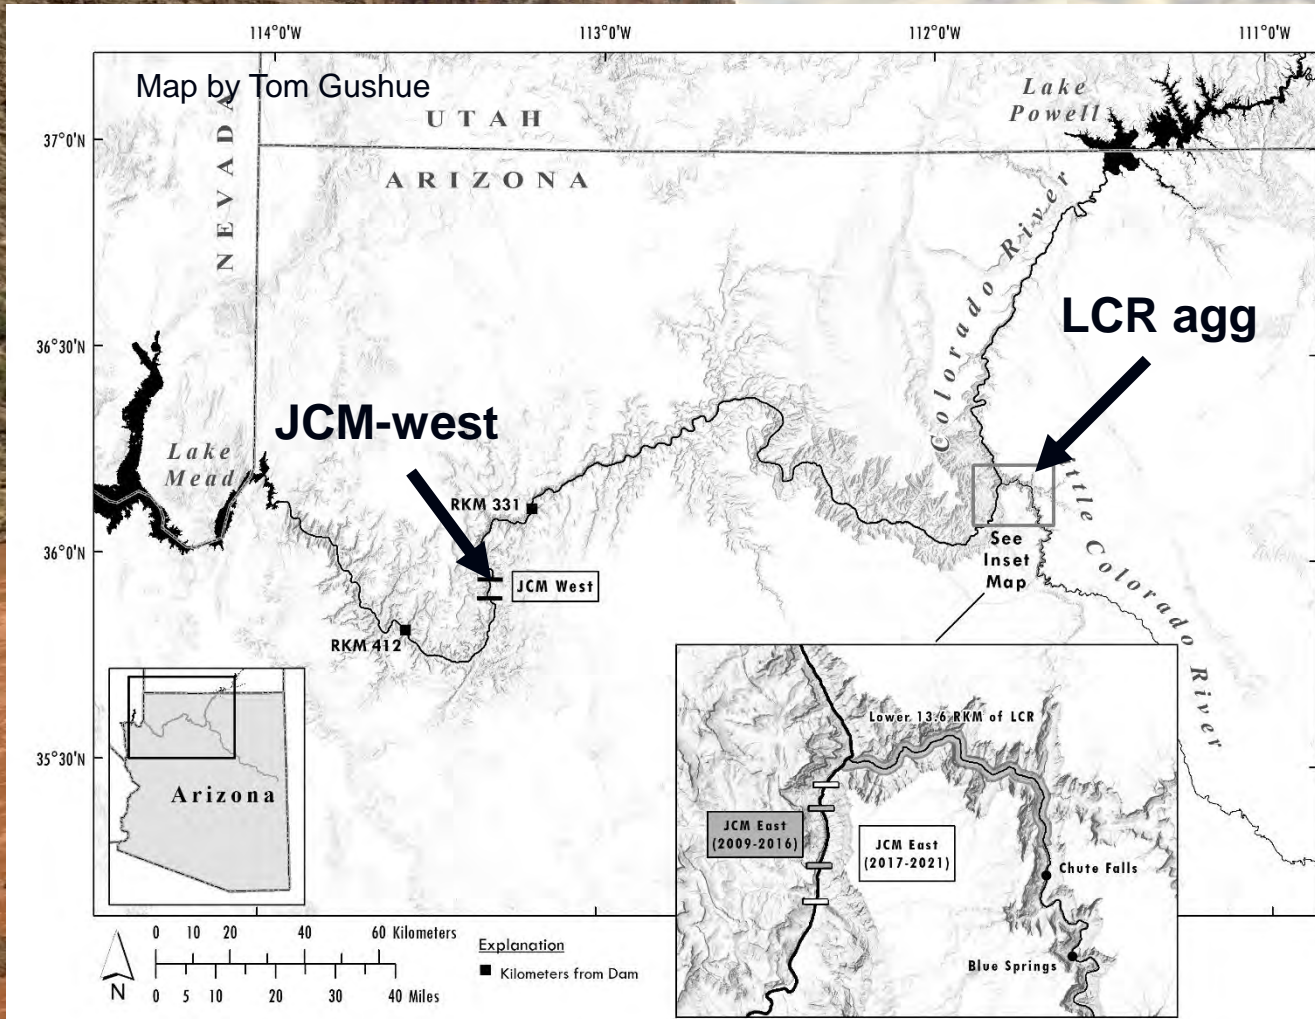 114°0'W
113°0'W
112°0'W
111°0'W
Map by Tom Gushue
Lake
Powell
UTAH
37°0'N
ARIZONA
NEVADA
Colorado River
LCR agg
36°30'N
JCM-west
Lake
Mead
RKM 331
36°0'N
See
Inset
Map
JCM West
ttle Colorado River
RKM 412
Lower 13.6 RKM of LCR
35°30'N
Arizona
JCM East
(2009-2016)
JCM East
(2017-2021)
Chute Falls
Blue Springs
0 10 20 40 60 Kilometers
0 5 10 20 30 40 Miles
N
Explanation
Kilometers from Dam